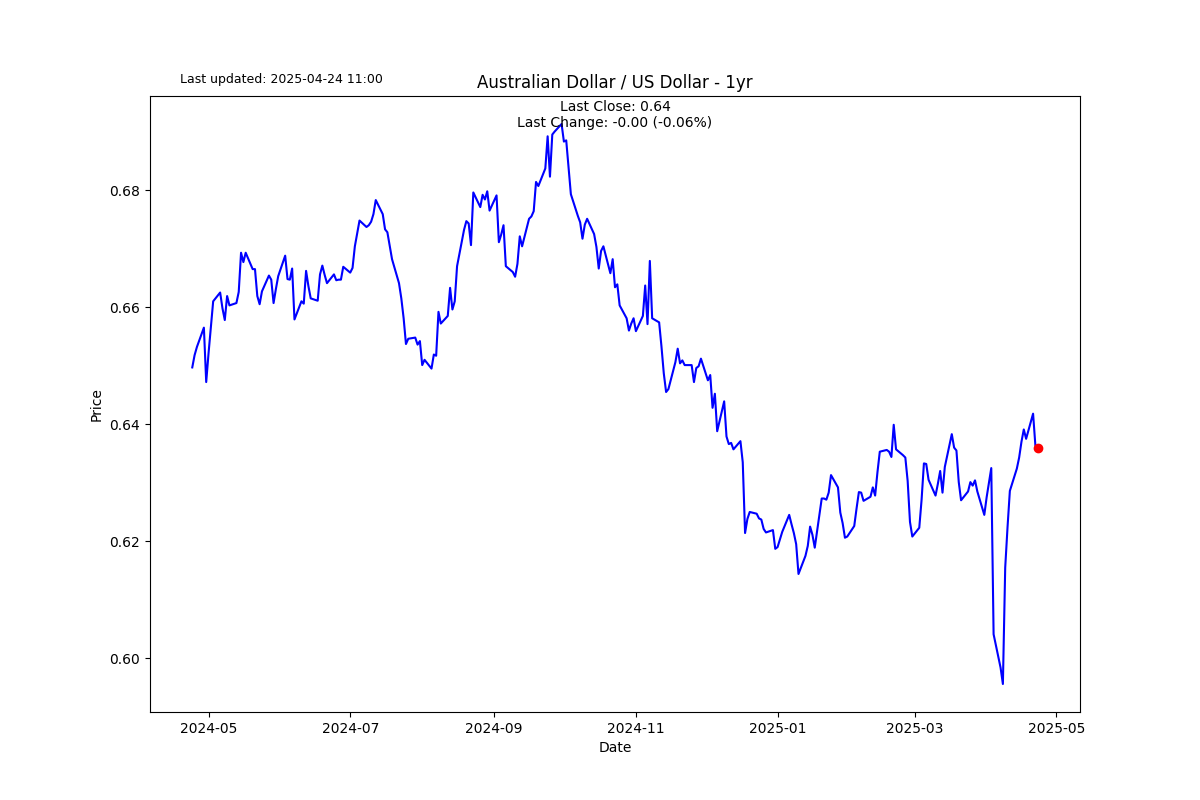 Last updated: 2025-04-24 11:00
Australian Dollar / US Dollar - 1yr
Last Close: 0.64
Last Change: -0.00 (-0.06%)
Price
0.68
0.66
0.64
0.62
0.60
2024-05 2024-07 2024-09 2024-11 2025-01 2025-03 2025-05
Date